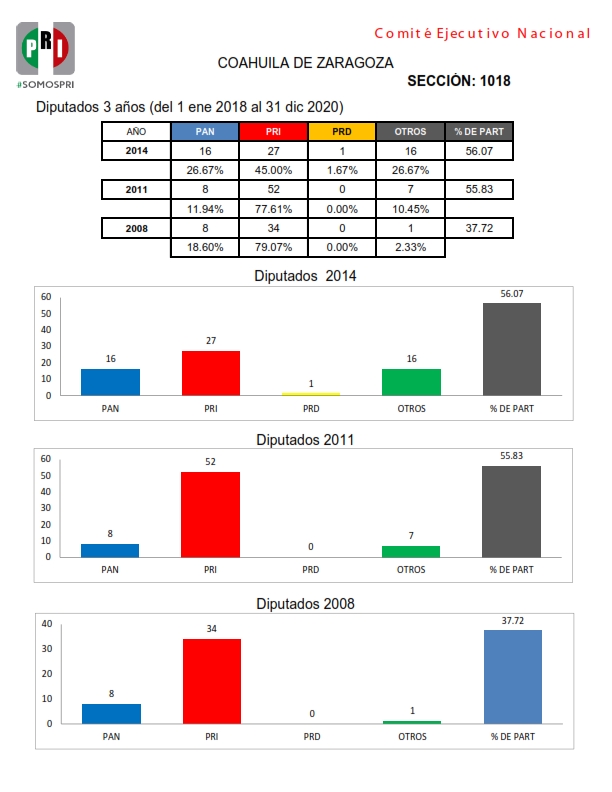 Comité Ejecutivo Nacional
PRI
#SOMOSPRI
COAHUILA DE ZARAGOZA
SECCIÓN: 1018
Diputados 3 años (del 1 ene 2018 al 31 dic 2020)
AÑO PAN PRI PRD OTROS % DE PART
2014 16 27 1 16 56.07
26.67% 45.00% 1.67% 26.67%
2011 8 52 0 7 55.83
11.94% 77.61% 0.00% 10.45%
2008 8 34 0 1 37.72
18.60% 79.07% 0.00% 2.33%
Diputados 2014
60
50
40
30
20
10
0
16 27 1 16 56.07
PAN PRI PRD OTROS % DE PART
Diputados 2011
60
50
40
30
20
10
0
8 52 0 7 55.83
PAN PRI PRD OTROS % DE PART
Diputados 2008
40
30
20
10
0
8 34 0 1 37.72
PAN PRI PRD OTROS % DE PART